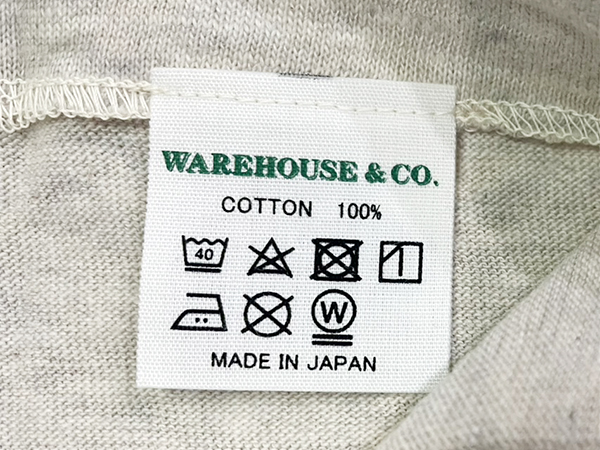 WAREHOUSE & CO.
COTTON 100%
40
W
MADE IN JAPAN